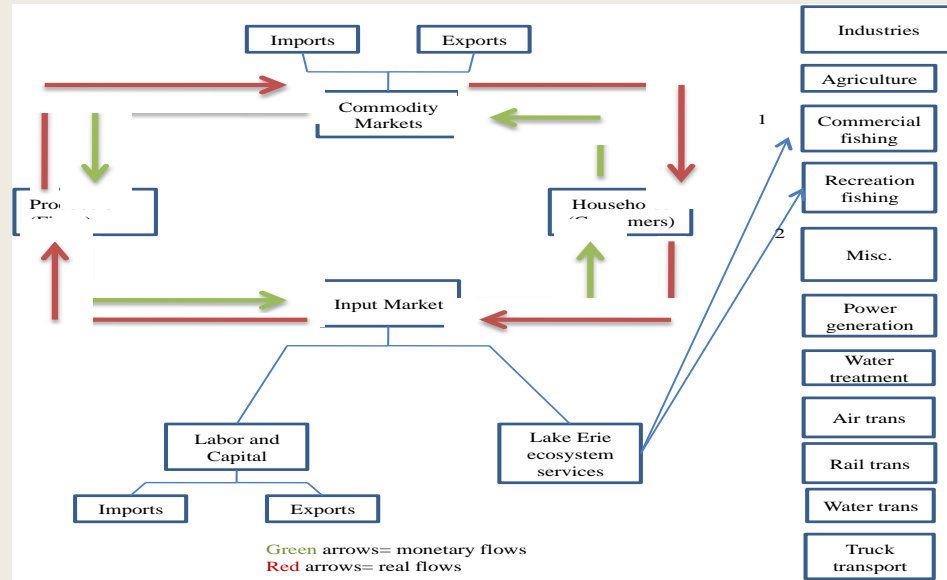 Imports
Exports
Commodity
Markets
Input Market
Labor and
Capital
Imports
Exports
Lake Erie
ecosystem
services
Green arrows= monetary flows
Red arrows= real flows
1
2
Industries
Agriculture
Commercial
fishing
Recreation
fishing
Misc.
Power
generation
Water
treatment
Air trans
Rail trans
Water trans
Truck
transport